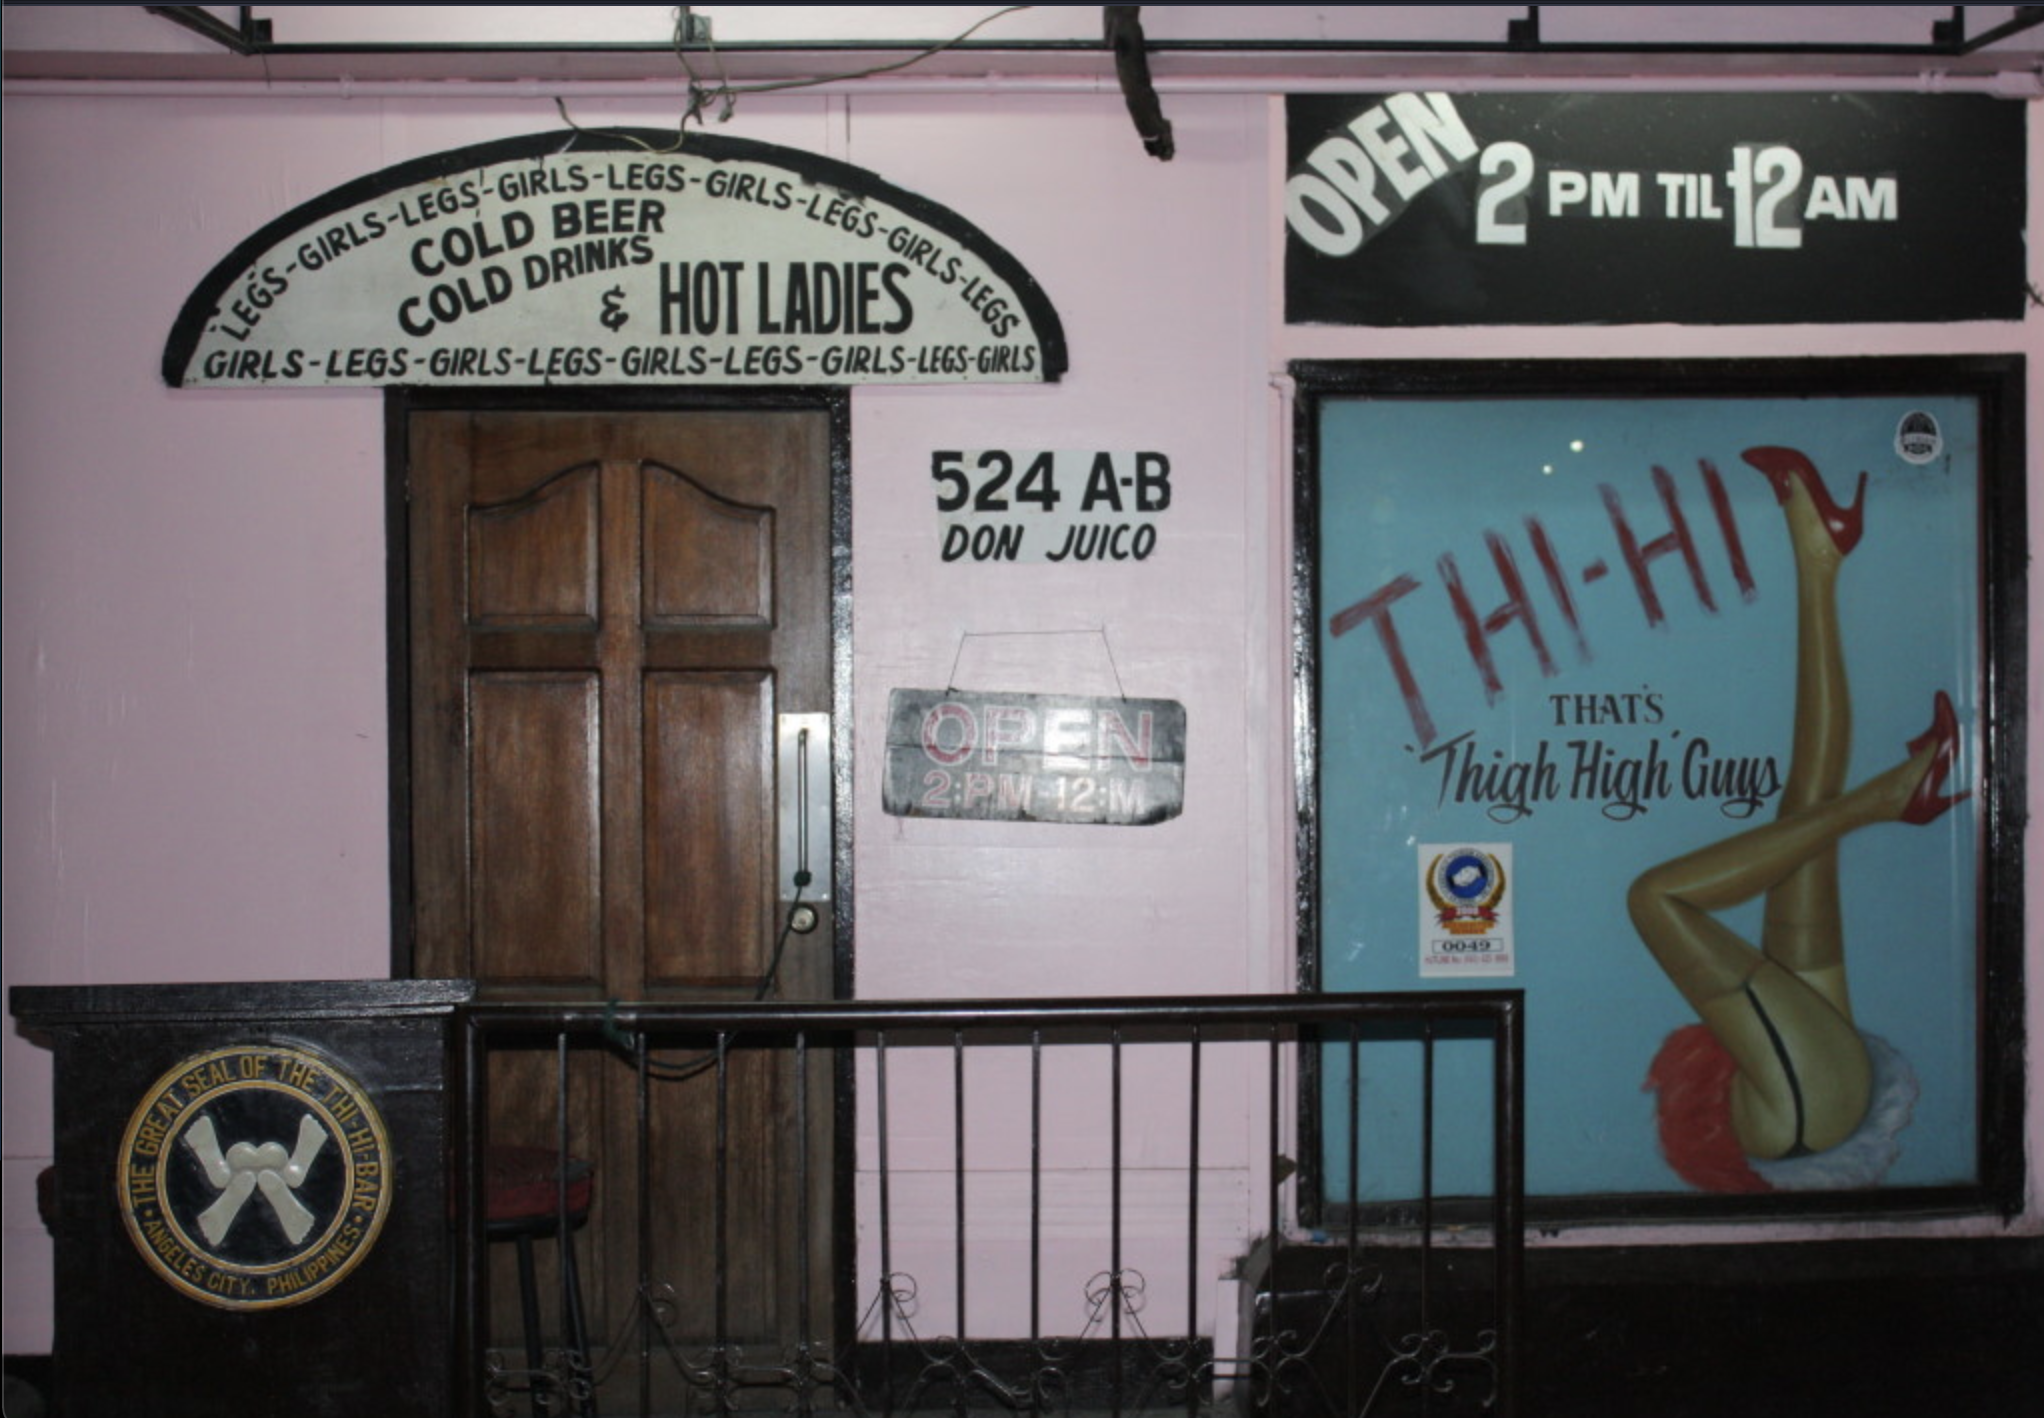 LEGS-GIRLS-LEGS-GIRLS-LEGS-GIRLS-LEGS-GIRLS-LEGS
COLD BEER
COLD DRINKS
& HOT LADIES
GIRLS-LEGS-GIRLS-LEGS-GIRLS-LEGS-GIRLS-LEGS-GIRLS
OPEN 2 PM TIL 12 AM
524 A-B
DON JUICO
OPEN
2:PM-12:M
THI-HI
THAT'S
'Thigh High' Guys
0049
• THE GREAT SEAL OF THE THI-HI-BAR •
ANGELES CITY, PHILIPPINES